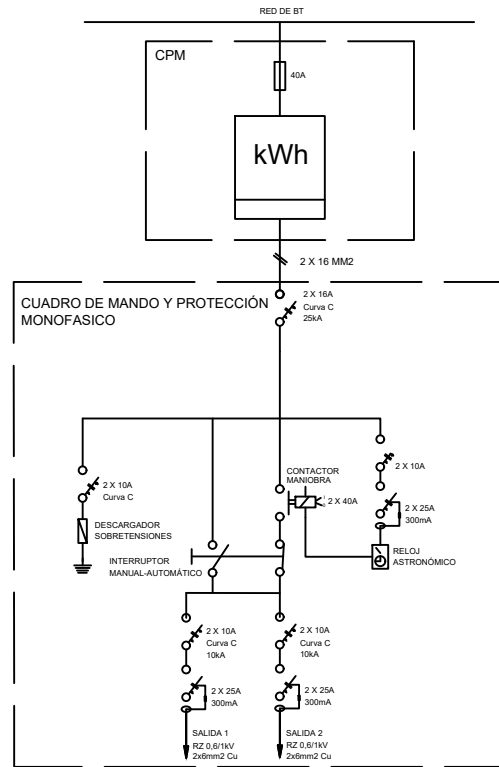 RED DE BT
CPM
40A
kWh
2 X 16 MM2
CUADRO DE MANDO Y PROTECCIÓN
MONOFASICO
2 X 16A
Curva C
25kA
2 X 10A
Curva C
DESCARGADOR
SOBRETENSIONES
INTERRUPTOR
MANUAL-AUTOMÁTICO
CONTACTOR
MANIOBRA
1
0
2 X 40A
2 X 10A
2 X 25A
300mA
RELOJ
ASTRONÓMICO
2 X 10A
Curva C
10kA
2 X 25A
300mA
SALIDA 1
RZ 0,6/1kV
2x6mm2 Cu
2 X 10A
Curva C
10kA
2 X 25A
300mA
SALIDA 2
RZ 0,6/1kV
2x6mm2 Cu